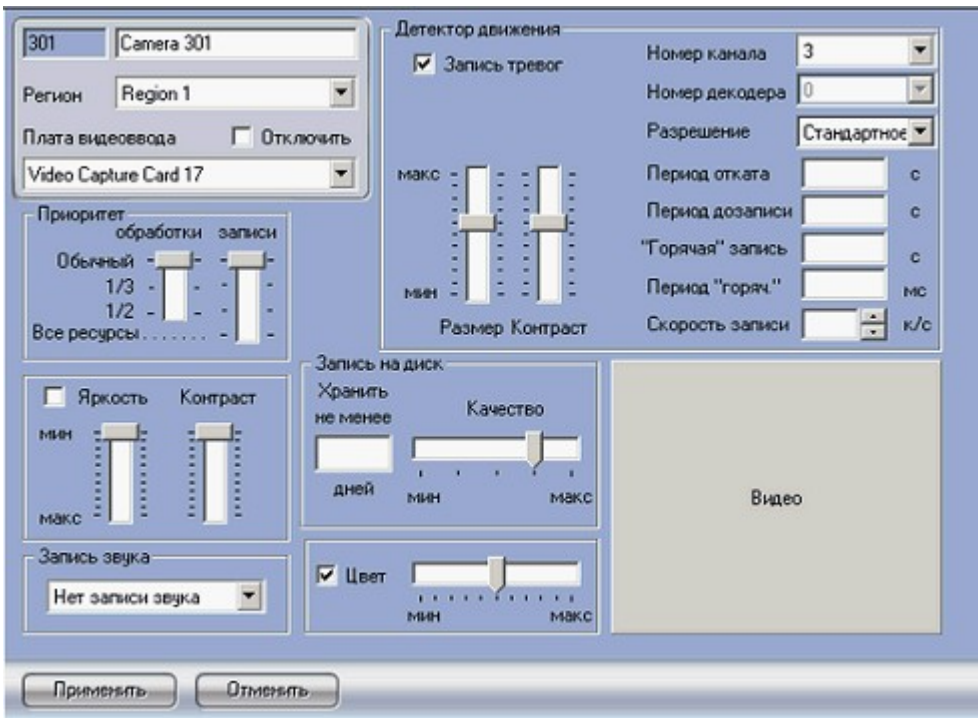 301
Camera 301
Регион
Region 1
Плата видеоввода
Отключить
Video Capture Card 17
Приоритет
обработки записи
Обычный
1/3
1/2
Все ресурсы.......
Яркость Контраст
мин
макс
Запись звука
Нет записи звука
Детектор движения
Запись тревог
макс
мин
Размер Контраст
Номер канала 3
Номер декодера 0
Разрешение Стандартное
Период отката с
Период дозаписи с
"Горячая" запись с
Период "горяч." мс
Скорость записи к/с
Запись на диск
Хранить
не менее
дней
Качество
мин макс
Цвет
мин макс
Видео
Применить Отменить